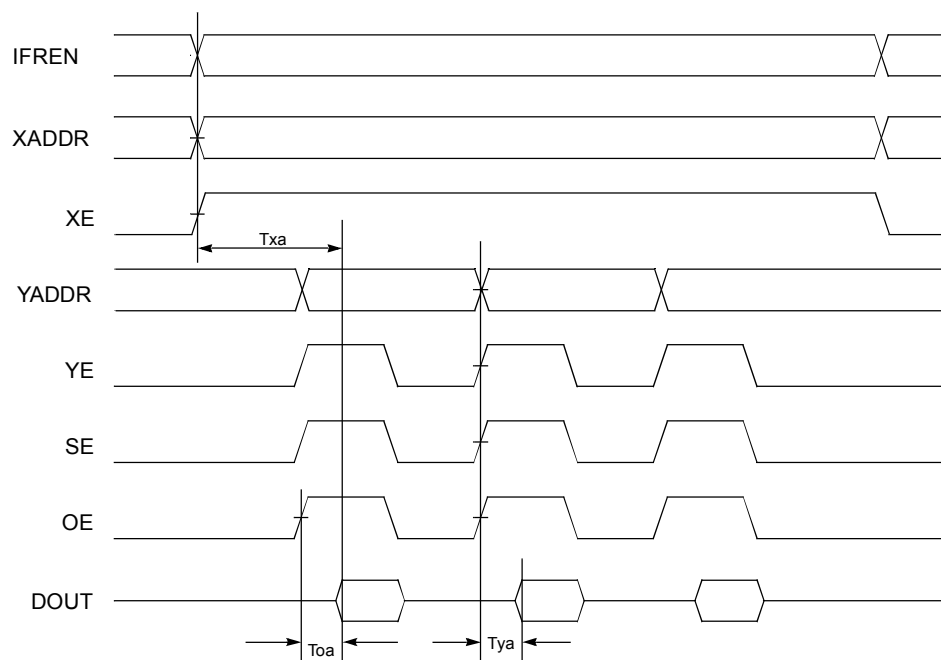 IFREN
XADDR
XE
Txa
YADDR
YE
SE
OE
DOUT
Toa
Tya